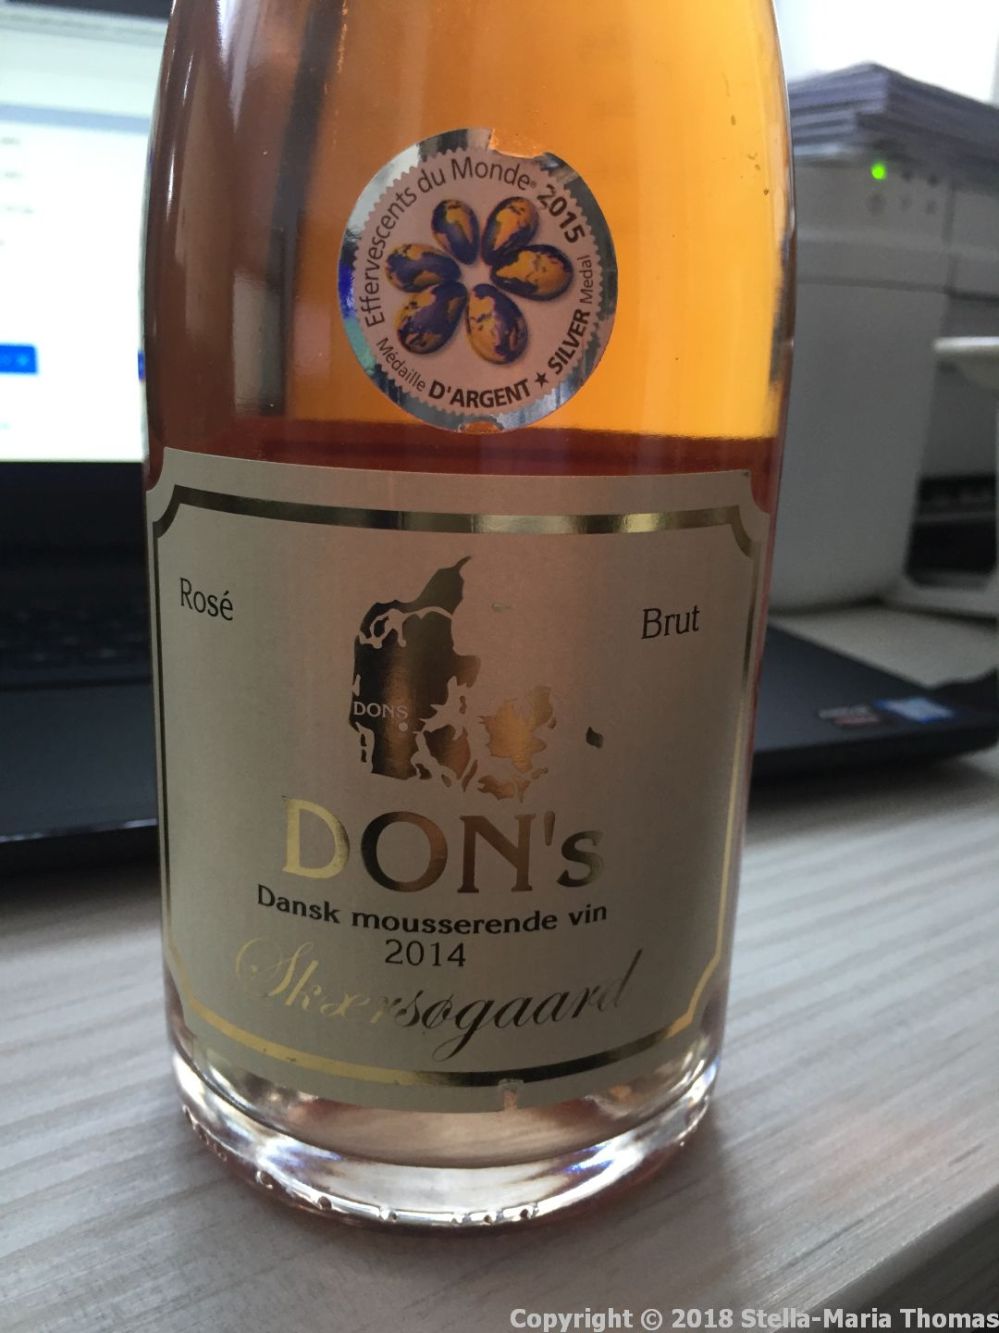 Effervescents du Monde® 2015
Médaille D'ARGENT ★ SILVER Medal
Rosé
Brut
DONS
DON's
Dansk mousserende vin
2014
Skærsøgaard
Copyright © 2018 Stella-Maria Thomas